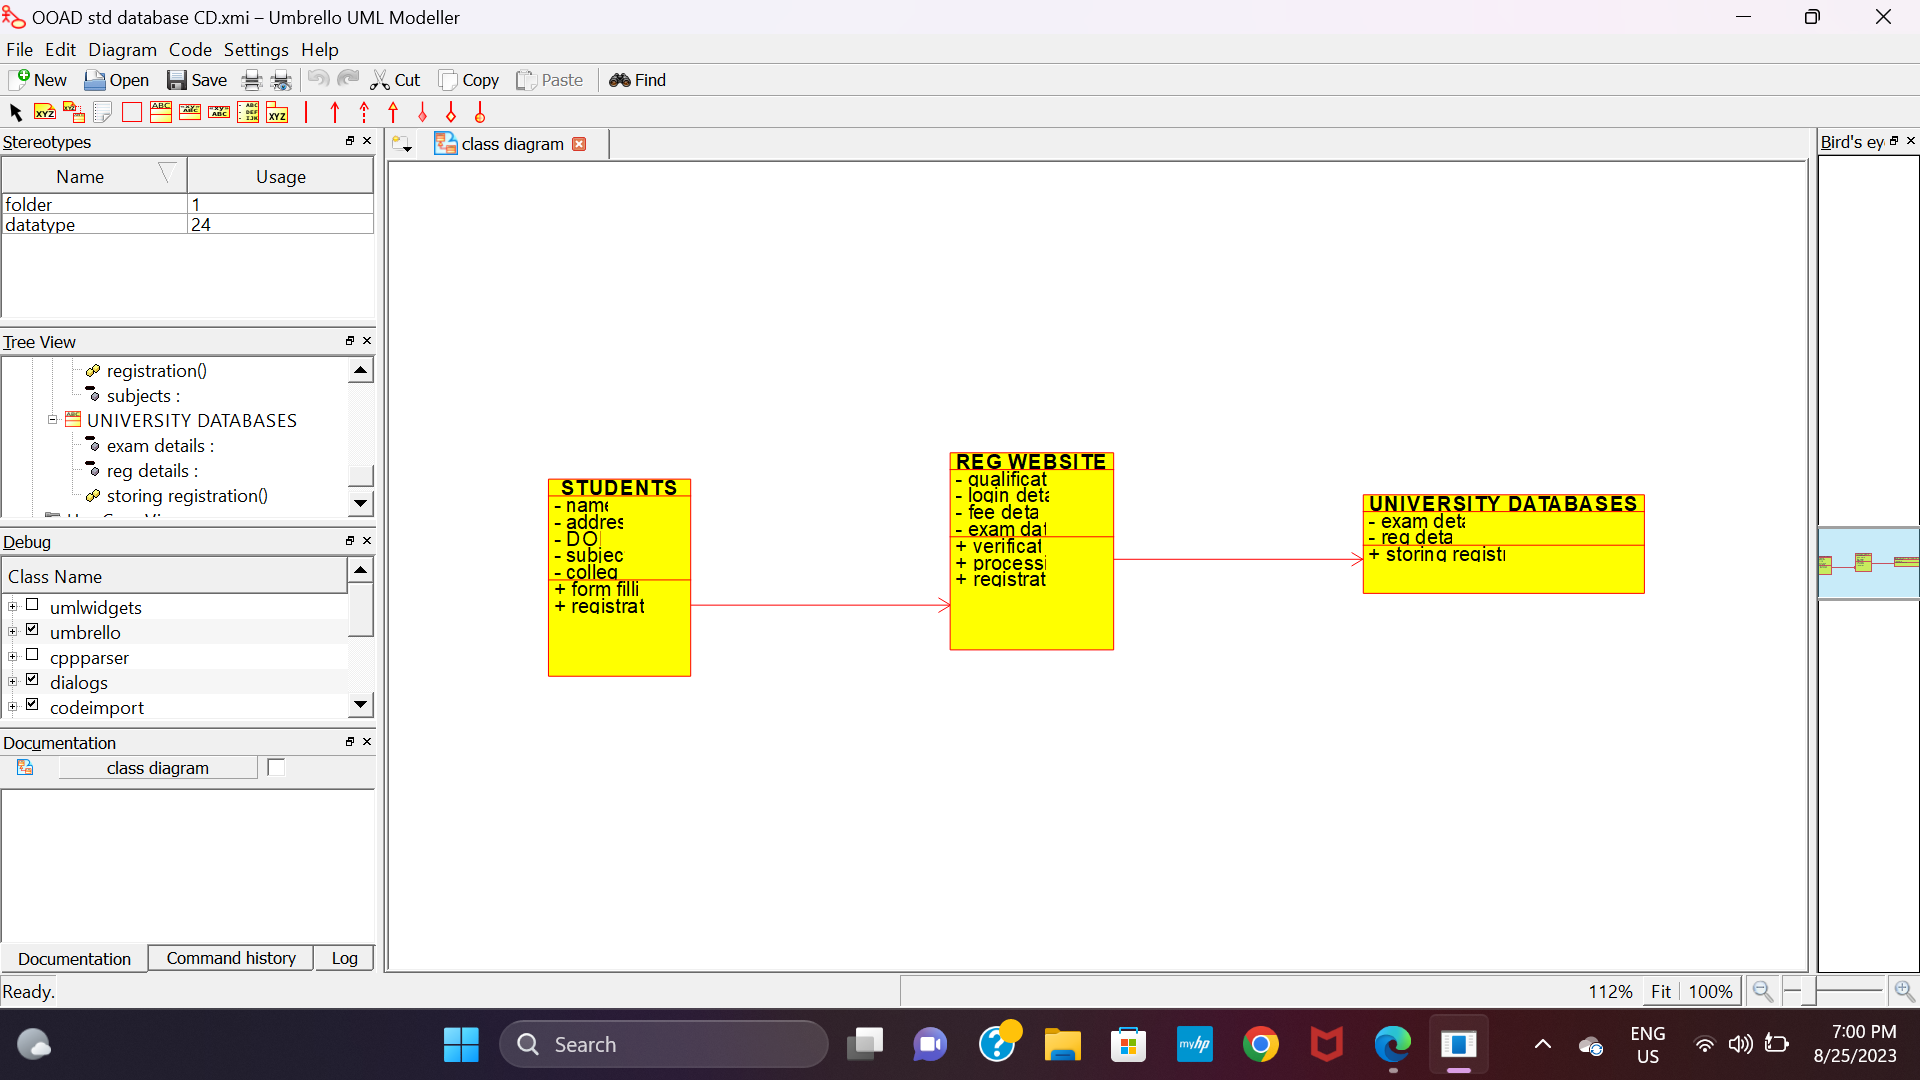 OOAD std database CD.xmi – Umbrello UML Modeller
File Edit Diagram Code Settings Help
New Open Save Cut Copy Paste Find
Stereotypes
Name Usage
folder 1
datatype 24
Tree View
registration()
subjects :
UNIVERSITY DATABASES
exam details :
reg details :
storing registration()
Debug
Class Name
umlwidgets
umbrello
cppparser
dialogs
codeimport
Documentation
class diagram
Documentation Command history Log
Ready.
class diagram
STUDENTS
- name
- addres
- DO
- subjec
- colleg
+ form filli
+ registrat
REG WEBSITE
- qualificat
- login deta
- fee deta
- exam dat
+ verificat
+ processi
+ registrat
UNIVERSITY DATABASES
- exam deta
- reg deta
+ storing registr
Bird's ey
112% Fit 100%
Search
ENG
US
7:00 PM
8/25/2023